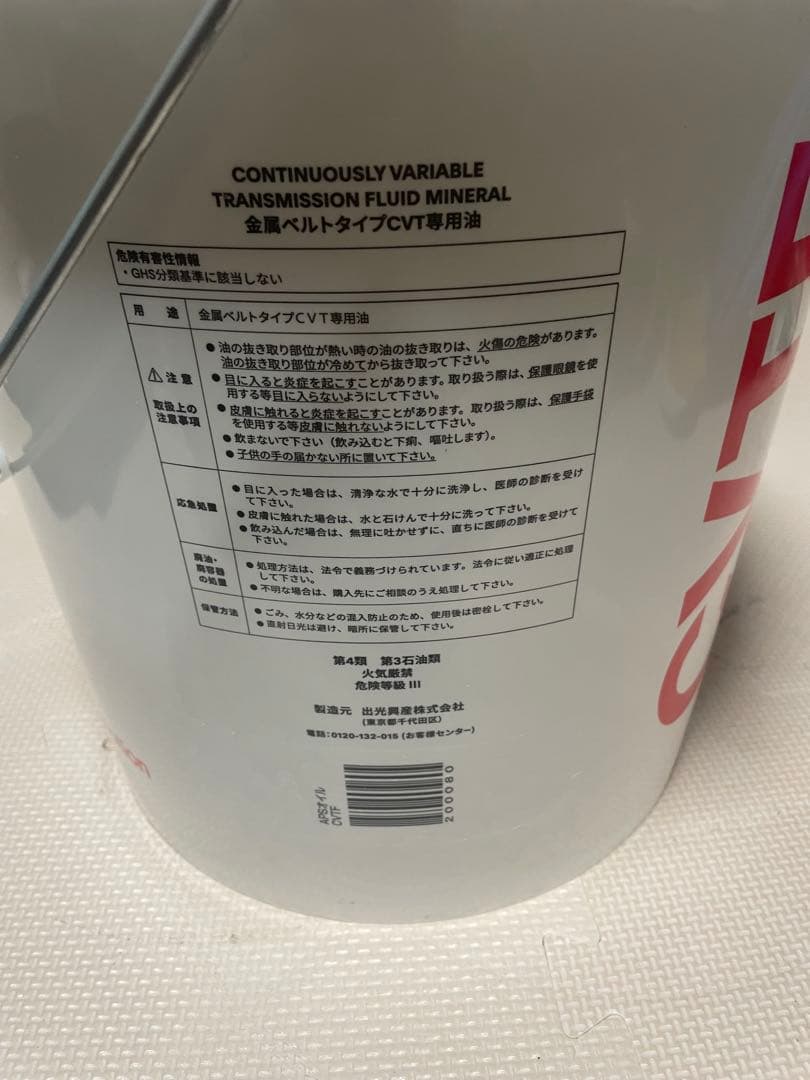 CONTINUOUSLY VARIABLE
TRANSMISSION FLUID MINERAL
金属ベルトタイプCVT専用油
危険有害性情報
・GHS分類基準に該当しない
用　途
金属ベルトタイプCVT専用油
⚠注意
取扱上の
注意事項
●油の抜き取り部位が熱い時の油の抜き取りは、火傷の危険があります。
油の抜き取り部位が冷めてから抜き取って下さい。
●目に入ると炎症を起こすことがあります。取り扱う際は、保護眼鏡を使
用する等目に入らないようにして下さい。
●皮膚に触れると炎症を起こすことがあります。取り扱う際は、保護手袋
を使用する等皮膚に触れないようにして下さい。
●飲まないで下さい（飲み込むと下痢、嘔吐します）。
●子供の手の届かない所に置いて下さい。
応急処置
●目に入った場合は、清浄な水で十分に洗浄し、医師の診断を受け
て下さい。
●皮膚に触れた場合は、水と石けんで十分に洗って下さい。
●飲み込んだ場合は、無理に吐かせずに、直ちに医師の診断を受けて
下さい。
廃油・
廃容器
の処置
●処理方法は、法令で義務づけられています。法令に従い適正に処理
して下さい。
●不明な場合は、購入先にご相談のうえ処理して下さい。
保管方法
●ごみ、水分などの混入防止のため、使用後は密栓して下さい。
●直射日光は避け、暗所に保管して下さい。
第4類　第3石油類
火気厳禁
危険等級 III
製造元　出光興産株式会社
(東京都千代田区)
電話：0120-132-015 (お客様センター)
APSオイル
CVTF
200080